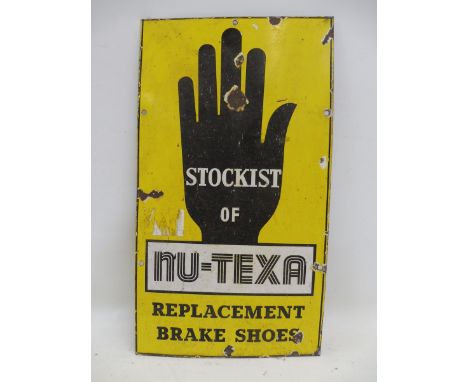 STOCKIST
OF
NU-TEXA
REPLACEMENT
BRAKE SHOES